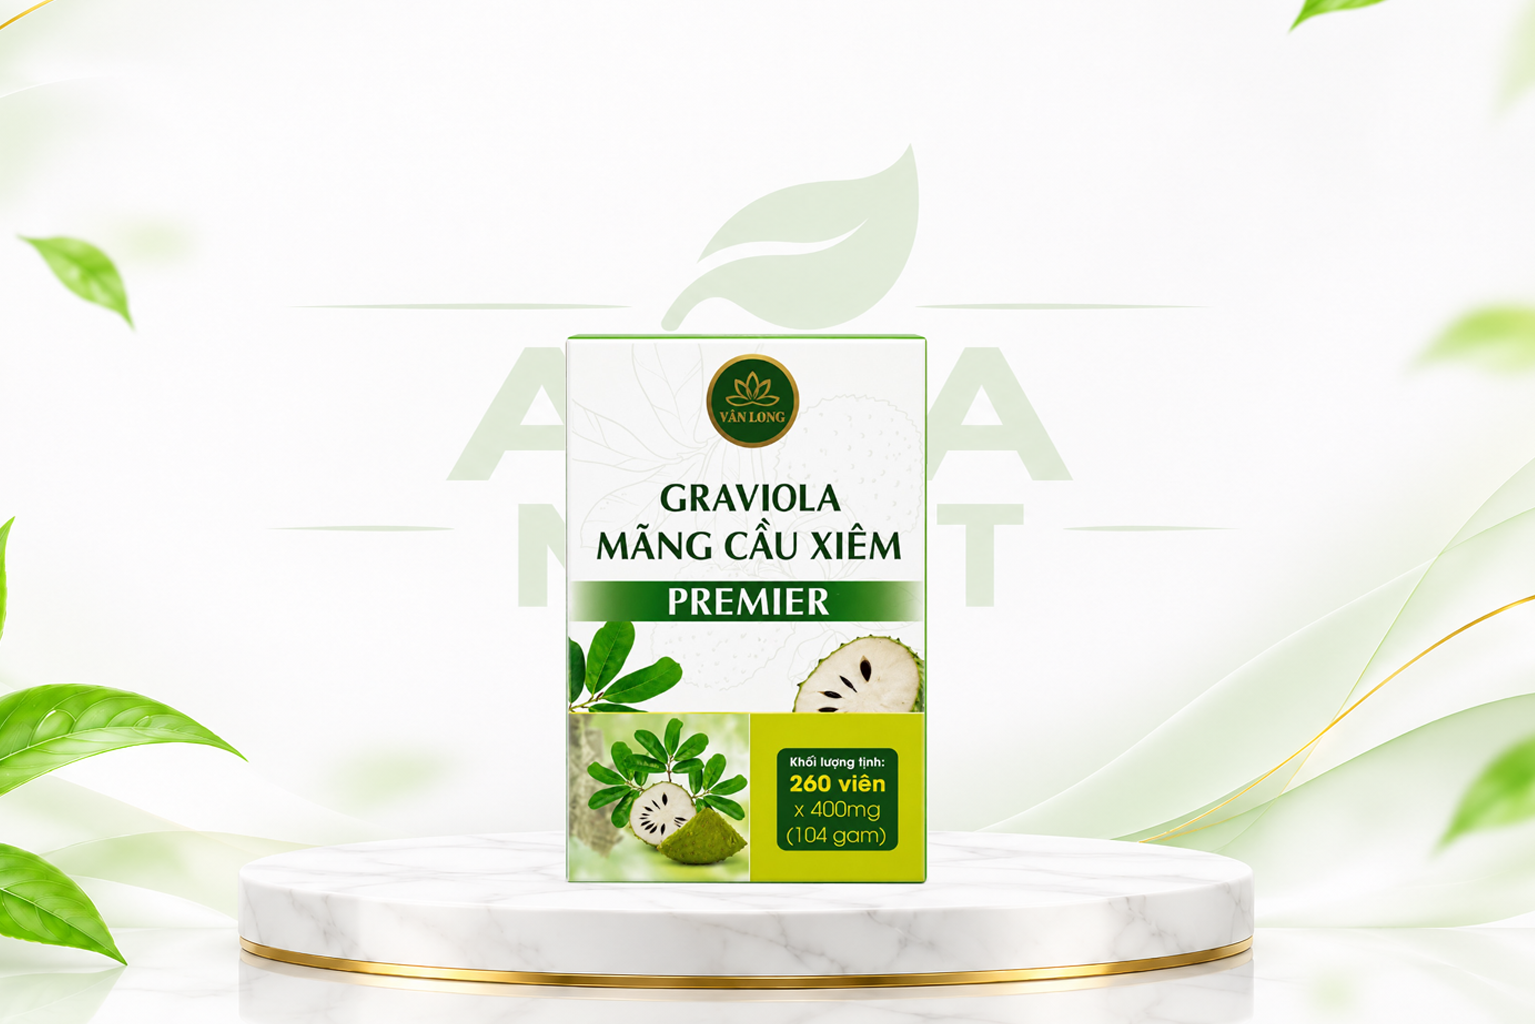 VÂN LONG
GRAVIOLA
MÃNG CẦU XIÊM
PREMIER
Khối lượng tịnh:
260 viên
x 400mg
(104 gam)